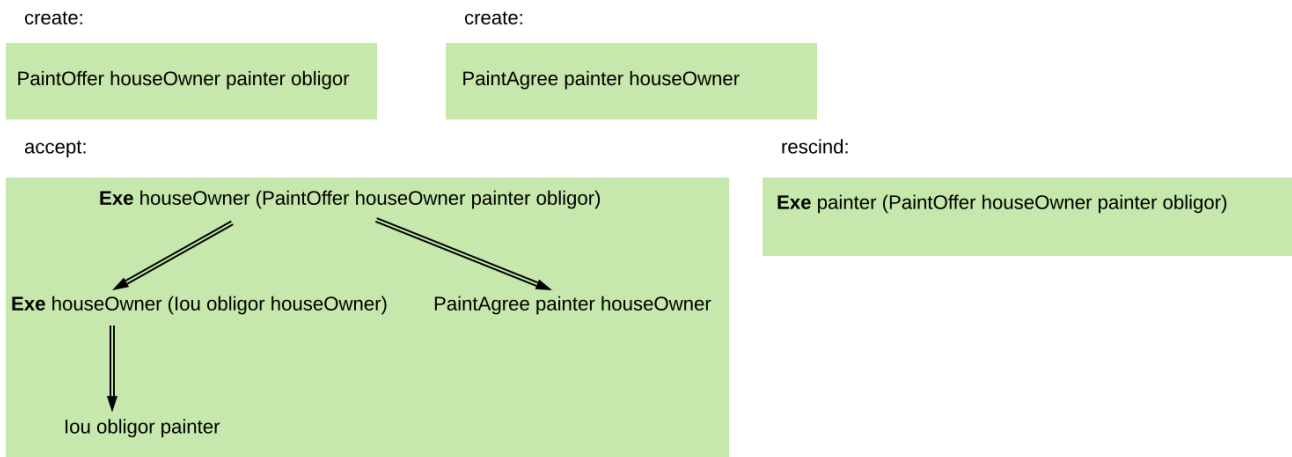 create:
create:
PaintOffer houseOwner painter obligor
PaintAgree painter houseOwner
accept:
rescind:
Exe houseOwner (PaintOffer houseOwner painter obligor)
Exe painter (PaintOffer houseOwner painter obligor)
Exe houseOwner (Iou obligor houseOwner)
PaintAgree painter houseOwner
Iou obligor painter